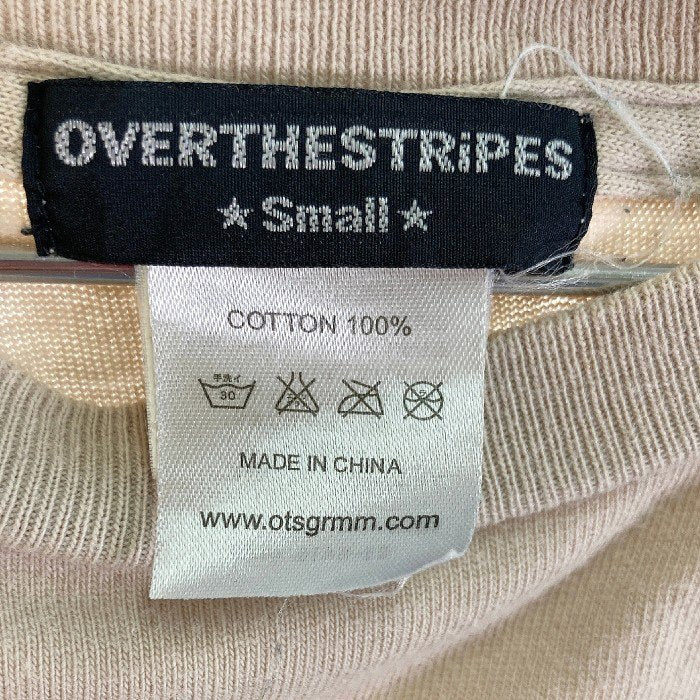 OVERTHESTRiPES
★Small★
COTTON 100%
手洗イ
30
MADE IN CHINA
www.otsgrmm.com